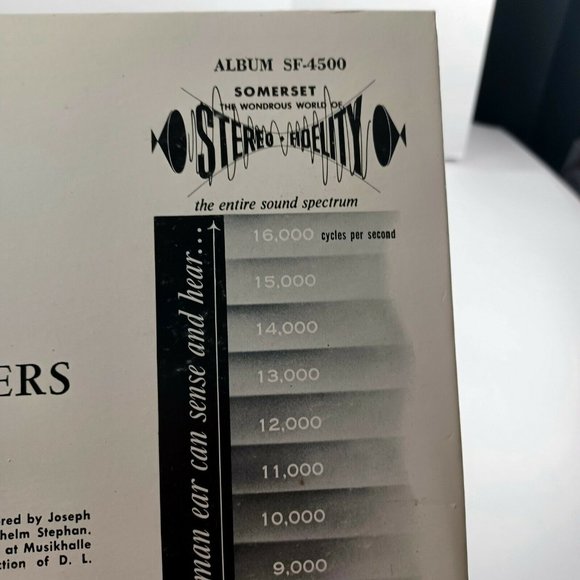 ALBUM SF-4500
SOMERSET
THE WONDROUS WORLD OF
STEREO-FIDELITY
the entire sound spectrum
16,000 cycles per second
15,000
14,000
13,000
12,000
11,000
10,000
9,000
man ear can sense and hear...
ERS
red by Joseph
helm Stephan.
at Musikhalle
ction of D. L.